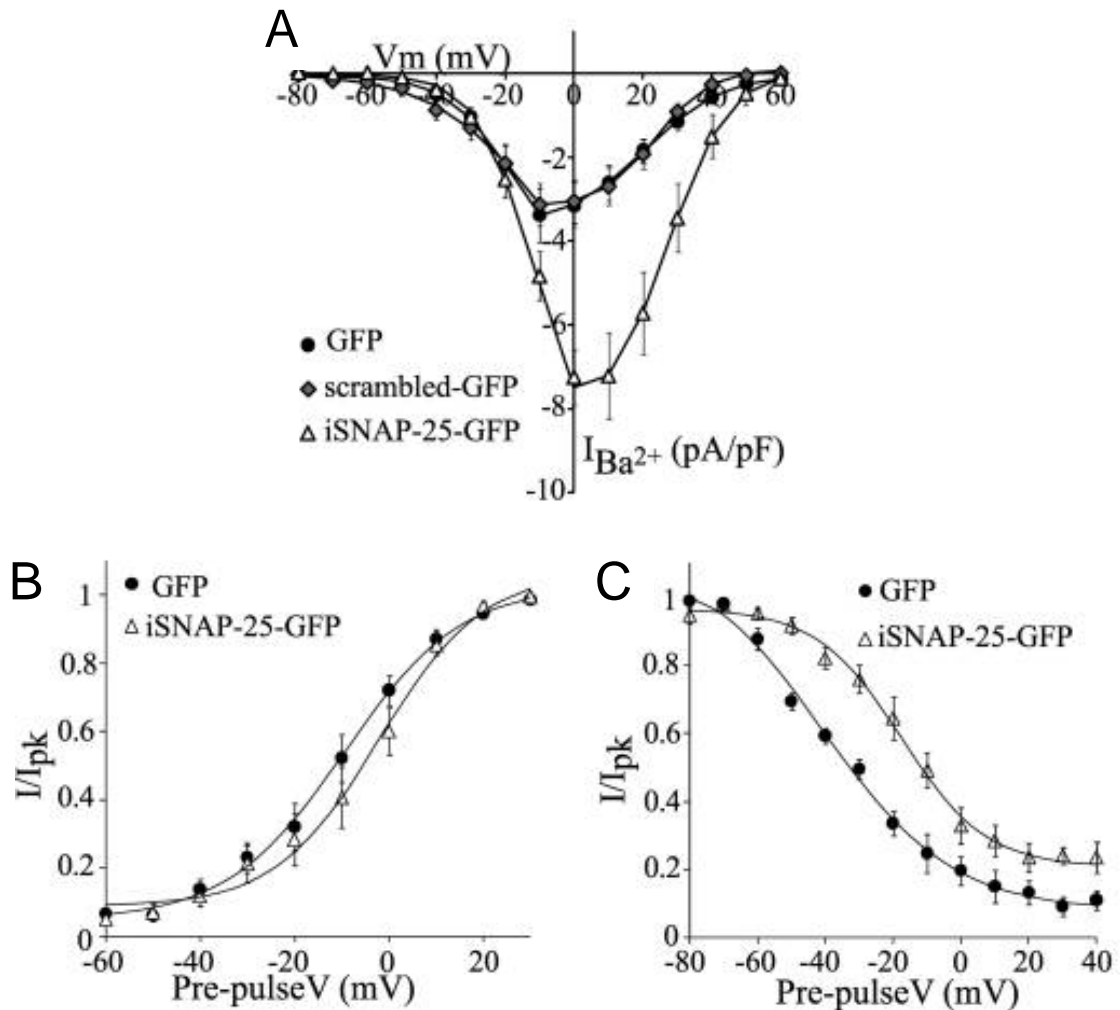 A
Vm (mV)
-80 -60 -40 -20 0 20 40 60
-2
-4
-6
GFP
scrambled-GFP
-8
iSNAP-25-GFP
I Ba2+ (pA/pF)
-10
B
GFP
iSNAP-25-GFP
I/Ipk
1
0.8
0.6
0.4
0.2
0
-60 -40 -20 0 20
Pre-pulseV (mV)
C
GFP
iSNAP-25-GFP
I/Ipk
1
0.8
0.6
0.4
0.2
0
-80 -60 -40 -20 0 20 40
Pre-pulseV (mV)